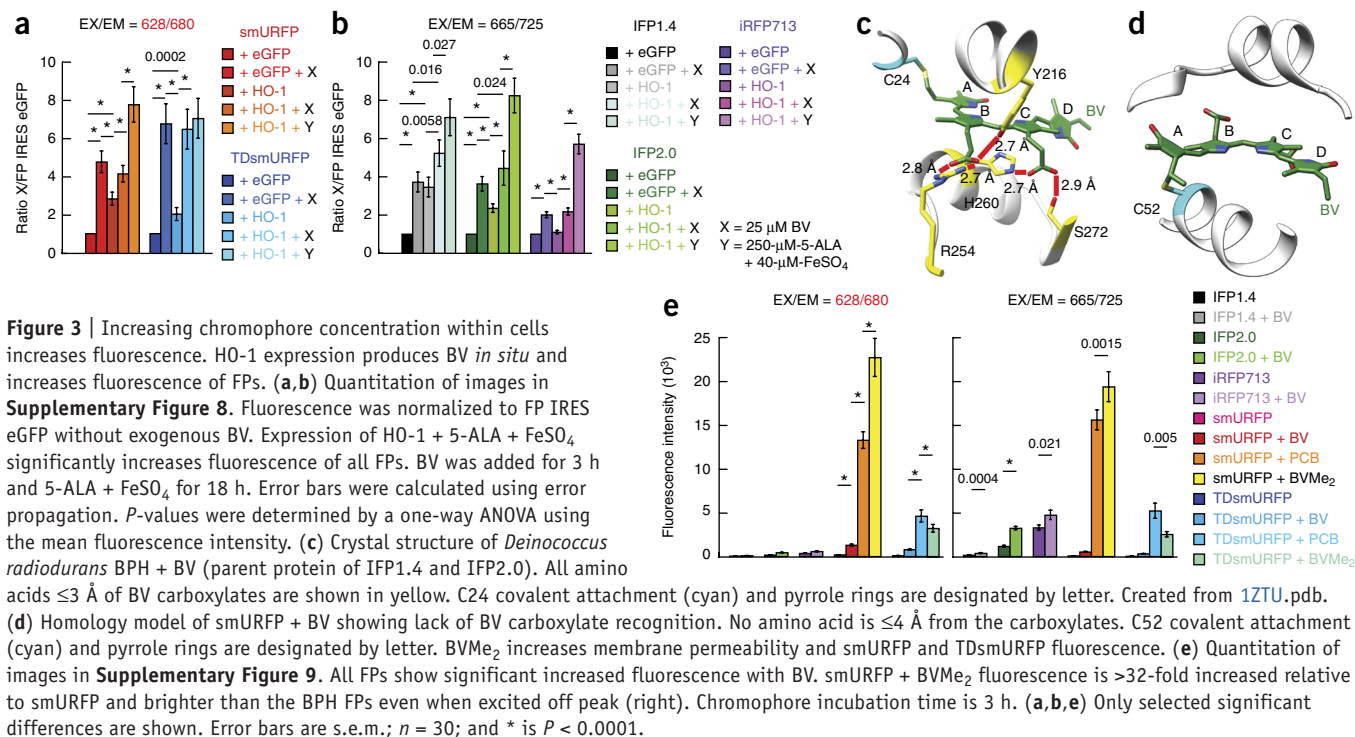 a
EX/EM = 628/680
Ratio X/FP IRES eGFP
10
8
6
4
2
0
*
*
*
*
*
0.0002
*
*
*
smURFP
+ eGFP
+ eGFP + X
+ HO-1
+ HO-1 + X
+ HO-1 + Y
TDsmURFP
+ eGFP
+ eGFP + X
+ HO-1
+ HO-1 + X
+ HO-1 + Y
b
EX/EM = 665/725
Ratio X/FP IRES eGFP
10
8
6
4
2
0
0.027
0.016
*
0.0058
*
*
0.024
*
*
*
*
*
*
*
IFP1.4
+ eGFP
+ eGFP + X
+ HO-1
+ HO-1 + X
+ HO-1 + Y
IFP2.0
+ eGFP
+ eGFP + X
+ HO-1
+ HO-1 + X
+ HO-1 + Y
iRFP713
+ eGFP
+ eGFP + X
+ HO-1
+ HO-1 + X
+ HO-1 + Y
X = 25 μM BV
Y = 250-μM-5-ALA
+ 40-μM-FeSO4
c
C24
Y216
A
B
C
D
BV
2.7 Å
2.8 Å
2.7 Å
2.7 Å
2.9 Å
H260
R254
S272
d
A
B
C
D
C52
BV
Figure 3 | Increasing chromophore concentration within cells
increases fluorescence. HO-1 expression produces BV in situ and
increases fluorescence of FPs. (a,b) Quantitation of images in
Supplementary Figure 8. Fluorescence was normalized to FP IRES
eGFP without exogenous BV. Expression of HO-1 + 5-ALA + FeSO4
significantly increases fluorescence of all FPs. BV was added for 3 h
and 5-ALA + FeSO4 for 18 h. Error bars were calculated using error
propagation. P-values were determined by a one-way ANOVA using
the mean fluorescence intensity. (c) Crystal structure of Deinococcus
radiodurans BPH + BV (parent protein of IFP1.4 and IFP2.0). All amino
acids ≤3 Å of BV carboxylates are shown in yellow. C24 covalent attachment (cyan) and pyrrole rings are designated by letter. Created from 1ZTU.pdb.
(d) Homology model of smURFP + BV showing lack of BV carboxylate recognition. No amino acid is ≤4 Å from the carboxylates. C52 covalent attachment
(cyan) and pyrrole rings are designated by letter. BVMe2 increases membrane permeability and smURFP and TDsmURFP fluorescence. (e) Quantitation of
images in Supplementary Figure 9. All FPs show significant increased fluorescence with BV. smURFP + BVMe2 fluorescence is >32-fold increased relative
to smURFP and brighter than the BPH FPs even when excited off peak (right). Chromophore incubation time is 3 h. (a,b,e) Only selected significant
differences are shown. Error bars are s.e.m.; n = 30; and * is P < 0.0001.
e
EX/EM = 628/680
EX/EM = 665/725
Fluorescence intensity (10³)
25
20
15
10
5
0
*
*
*
*
*
0.0004
*
0.021
0.0015
0.005
IFP1.4
IFP1.4 + BV
IFP2.0
IFP2.0 + BV
iRFP713
iRFP713 + BV
smURFP
smURFP + BV
smURFP + PCB
smURFP + BVMe2
TDsmURFP
TDsmURFP + BV
TDsmURFP + PCB
TDsmURFP + BVMe2